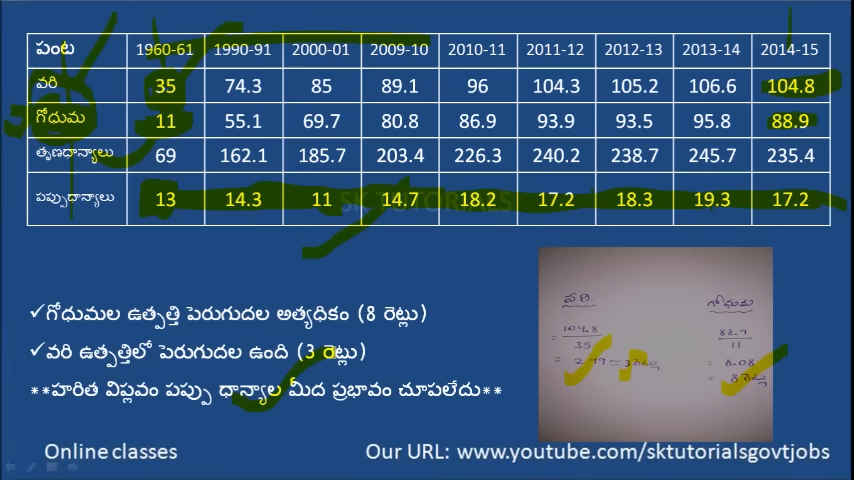 పంట 1960-61 1990-91 2000-01 2009-10 2010-11 2011-12 2012-13 2013-14 2014-15
వరి 35 74.3 85 89.1 96 104.3 105.2 106.6 104.8
గోధుమ 11 55.1 69.7 80.8 86.9 93.9 93.5 95.8 88.9
తృణధాన్యాలు 69 162.1 185.7 203.4 226.3 240.2 238.7 245.7 235.4
పప్పుధాన్యాలు 13 14.3 11 14.7 18.2 17.2 18.3 19.3 17.2
SK TUTORIALS
✓గోధుమల ఉత్పత్తి పెరుగుదల అత్యధికం (8 రెట్లు)
✓వరి ఉత్పత్తిలో పెరుగుదల ఉంది (3 రెట్లు)
**హరిత విప్లవం పప్పు ధాన్యాల మీద ప్రభావం చూపలేదు**
వరి గోధుమ
= 104.8 88.9
35 11
= 2.99 ≈ 3 రెట్లు = 8.08
= 8 రెట్లు
Online classes Our URL: www.youtube.com/sktutorialsgovtjobs